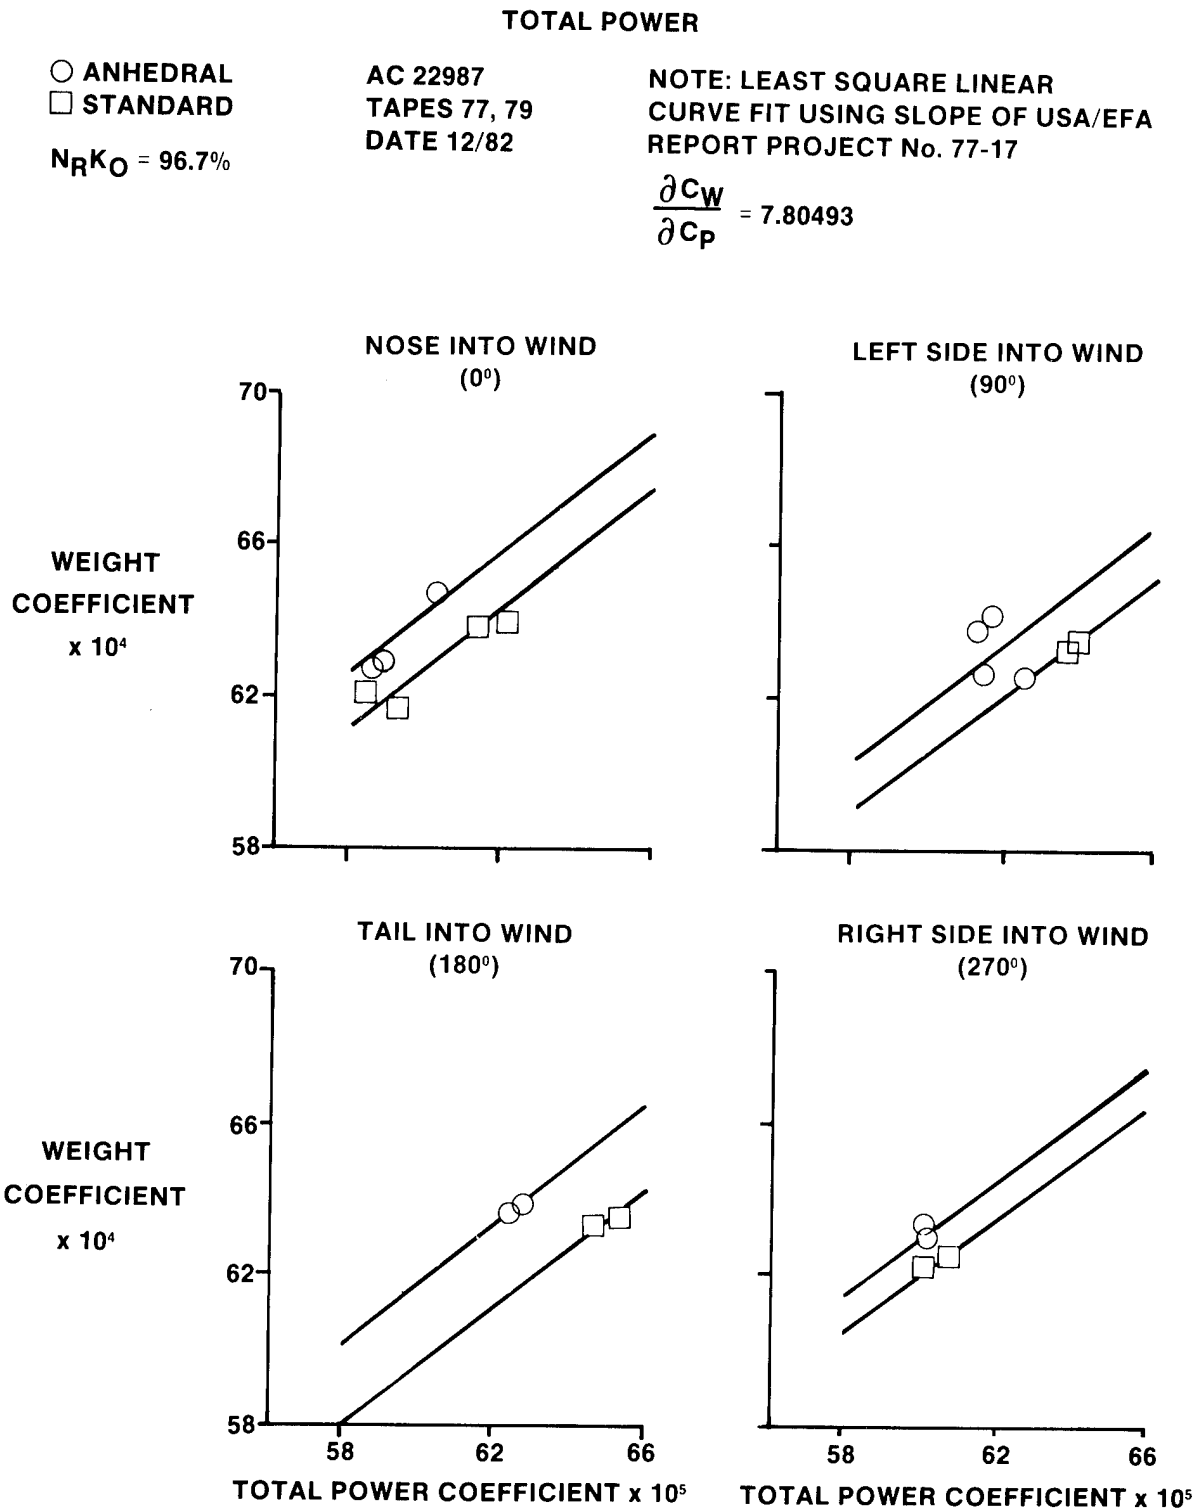 TOTAL POWER
ANHEDRAL
STANDARD
NRKO = 96.7%
AC 22987
TAPES 77, 79
DATE 12/82
NOTE: LEAST SQUARE LINEAR
CURVE FIT USING SLOPE OF USA/EFA
REPORT PROJECT No. 77-17
∂CW
∂CP
= 7.80493
NOSE INTO WIND
(0⁰)
70
66
62
58
WEIGHT
COEFFICIENT
x 10⁴
LEFT SIDE INTO WIND
(90⁰)
TAIL INTO WIND
(180⁰)
70
66
62
58
WEIGHT
COEFFICIENT
x 10⁴
58 62 66
TOTAL POWER COEFFICIENT x 10⁵
RIGHT SIDE INTO WIND
(270⁰)
58 62 66
TOTAL POWER COEFFICIENT x 10⁵